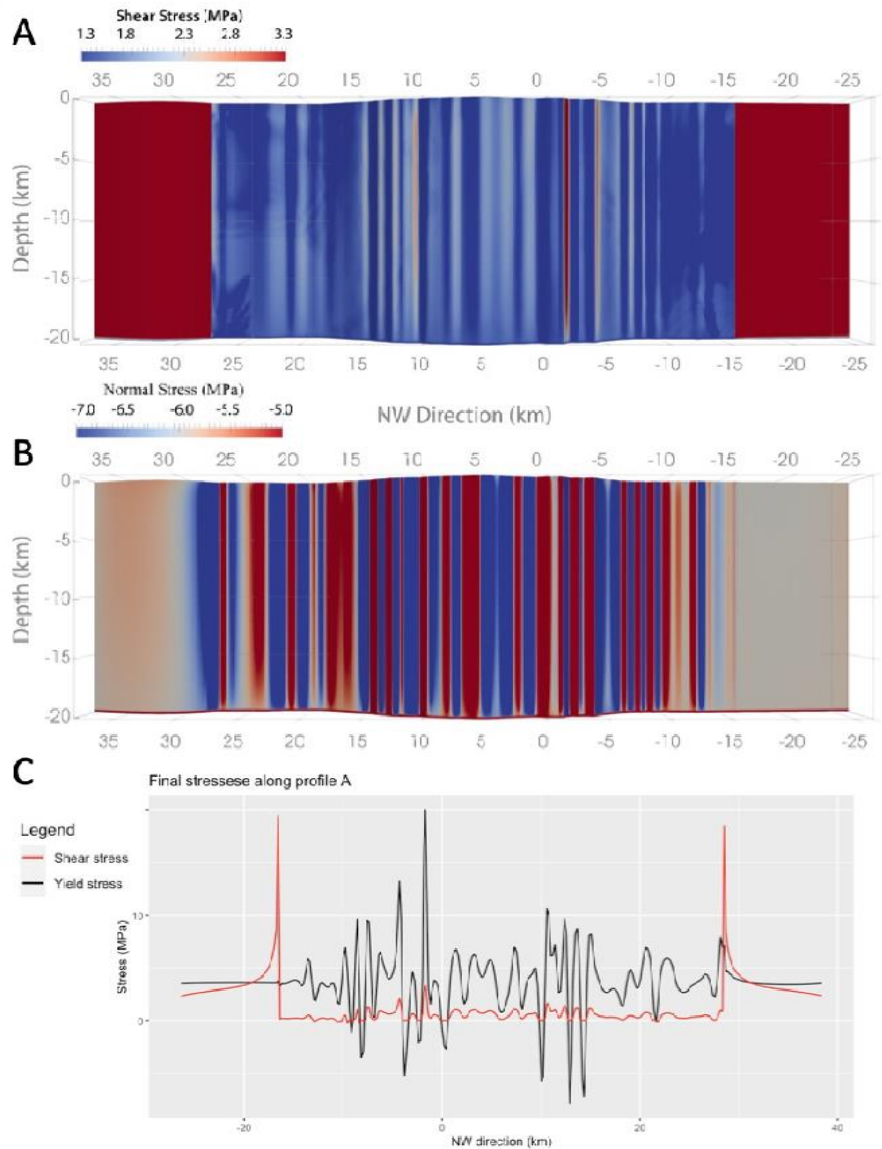 A
Shear Stress (MPa)
1.3 1.8 2.3 2.8 3.3
35 30 25 20 15 10 5 0 -5 -10 -15 -20 -25
0
-5
-10
-15
-20
Depth (km)
35 30 25 20 15 10 5 0 -5 -10 -15 -20 -25
Normal Stress (MPa)
-7.0 -6.5 -6.0 -5.5 -5.0
NW Direction (km)
B
35 30 25 20 15 10 5 0 -5 -10 -15 -20 -25
0
-5
-10
-15
-20
Depth (km)
35 30 25 20 15 10 5 0 -5 -10 -15 -20 -25
C
Final stressese along profile A
Legend
Shear stress
Yield stress
Stress (MPa)
10
0
-20 0 20 40
NW direction (km)